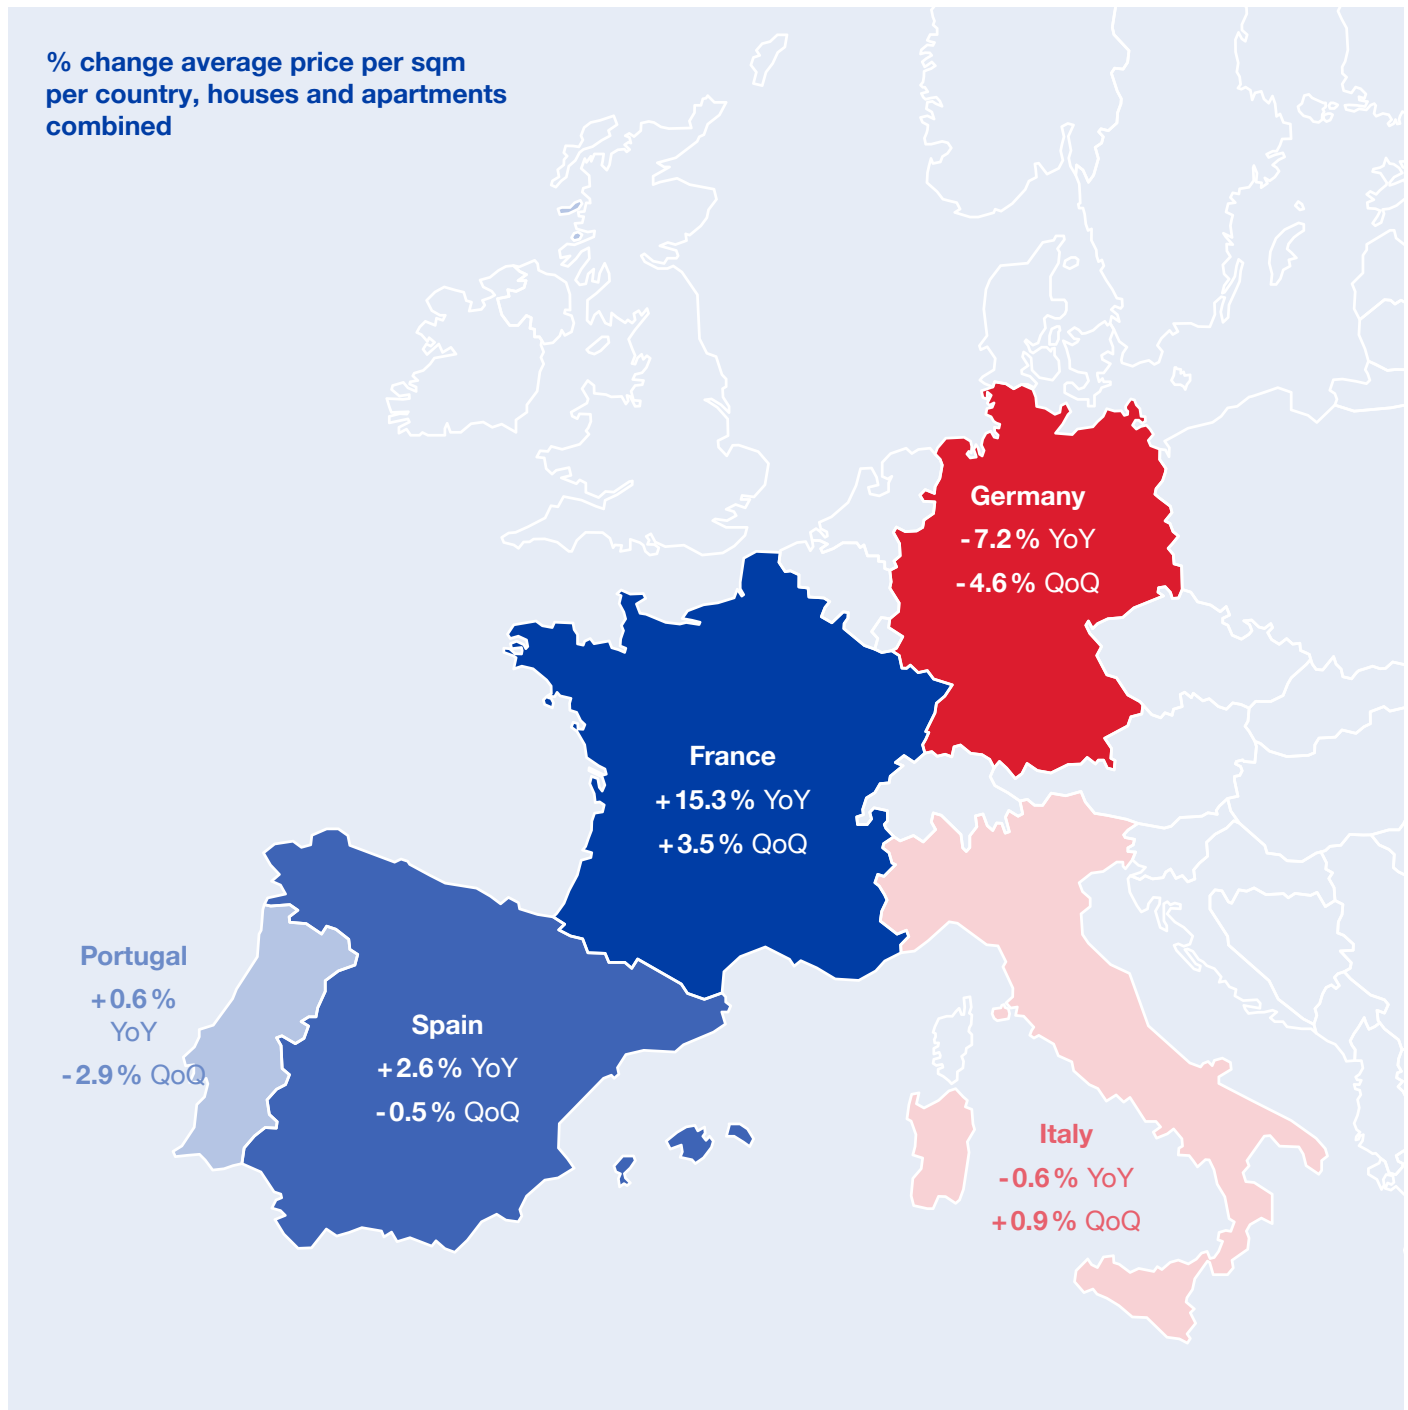 % change average price per sqm
per country, houses and apartments
combined
Germany
-7.2% YoY
-4.6% QoQ
France
+15.3% YoY
+3.5% QoQ
Portugal
+0.6%
YoY
-2.9% QoQ
Spain
+2.6% YoY
-0.5% QoQ
Italy
-0.6% YoY
+0.9% QoQ